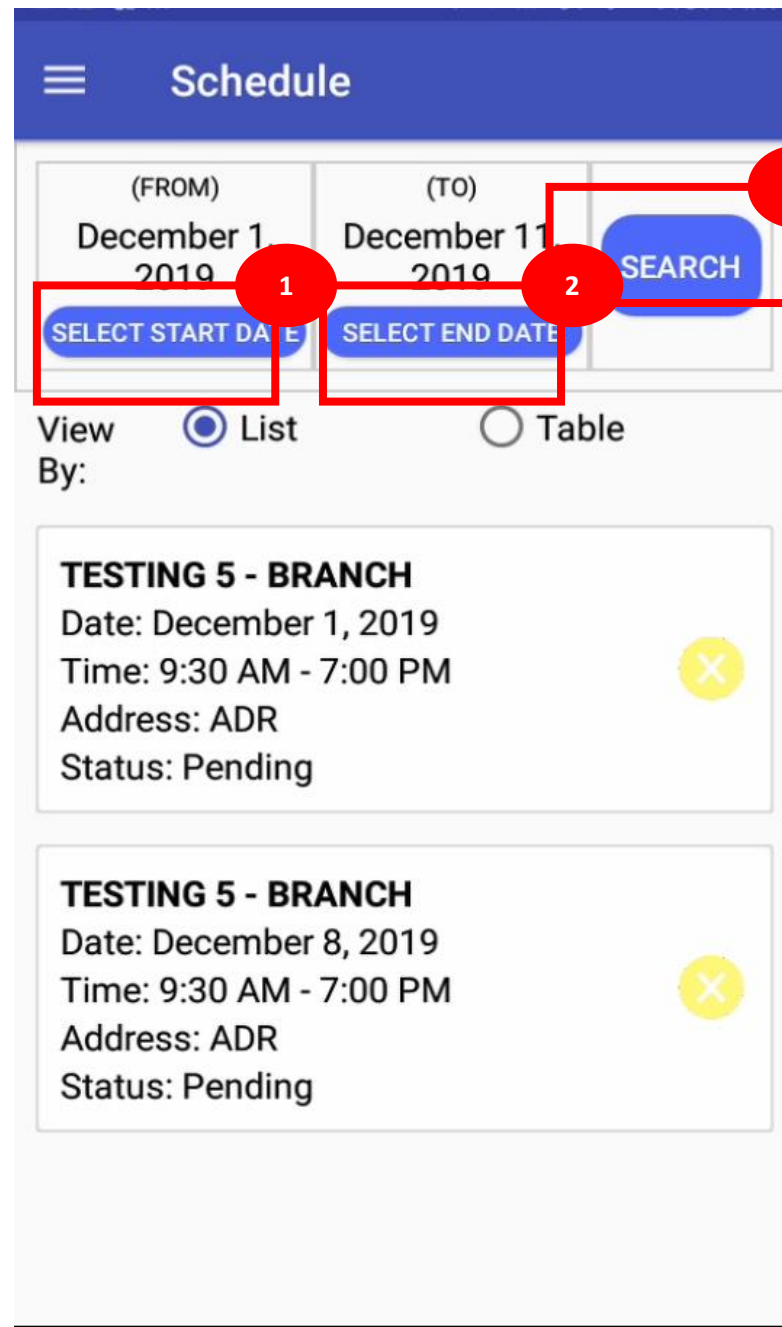 Schedule
(FROM)
December 1,
2019
1
SELECT START DATE
(TO)
December 11,
2019
2
SELECT END DATE
SEARCH
View
By:
List
Table
TESTING 5 - BRANCH
Date: December 1, 2019
Time: 9:30 AM - 7:00 PM
Address: ADR
Status: Pending
TESTING 5 - BRANCH
Date: December 8, 2019
Time: 9:30 AM - 7:00 PM
Address: ADR
Status: Pending